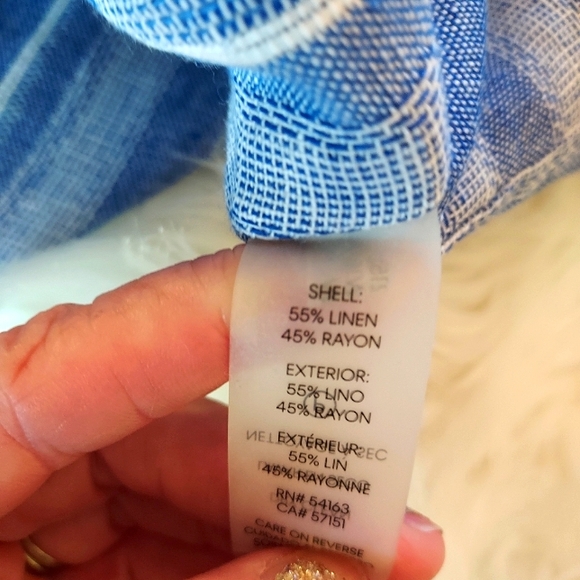 SHELL:
55% LINEN
45% RAYON
EXTERIOR:
55% LINO
45% RAYON
EXTÉRIEUR:
55% LIN
45% RAYONNE
RN# 54163
CA# 57151
CARE ON REVERSE